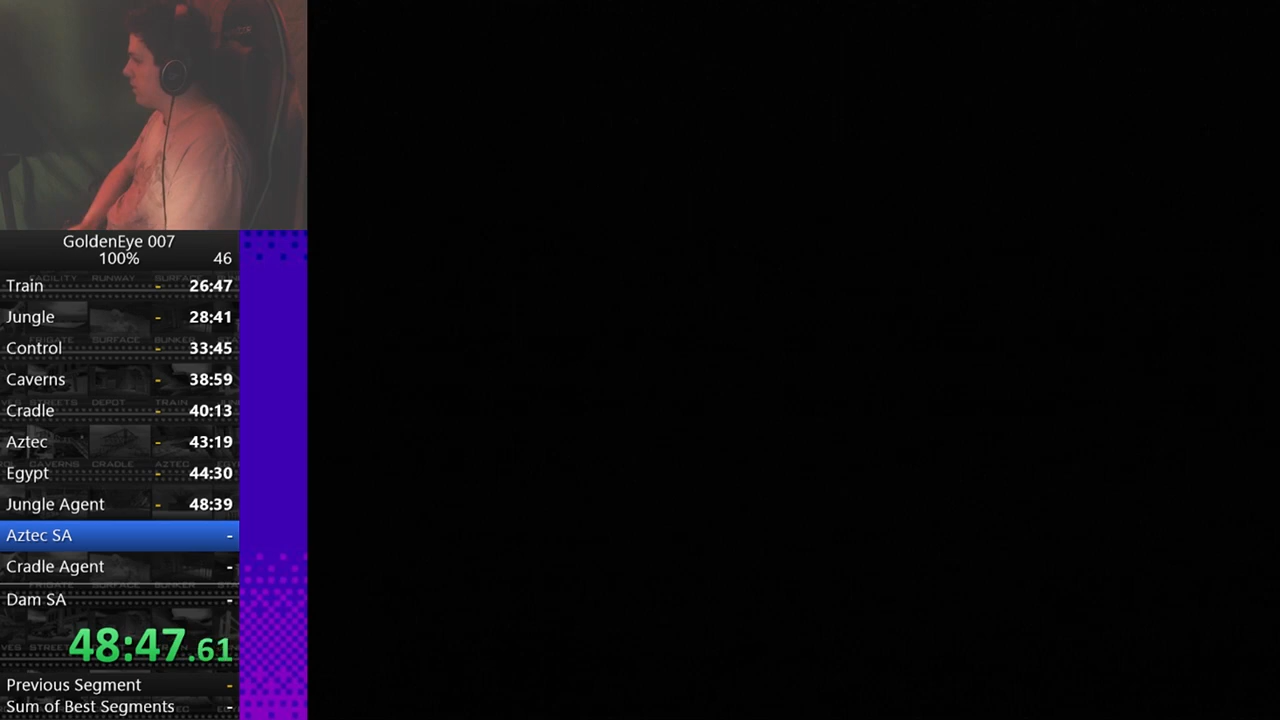 GoldenEye 007
100% 46
Train - 26:47
Jungle - 28:41
Control - 33:45
Caverns - 38:59
Cradle - 40:13
Aztec - 43:19
Egypt - 44:30
Jungle Agent - 48:39
Aztec SA -
Cradle Agent -
Dam SA -
48:47.61
Previous Segment -
Sum of Best Segments -